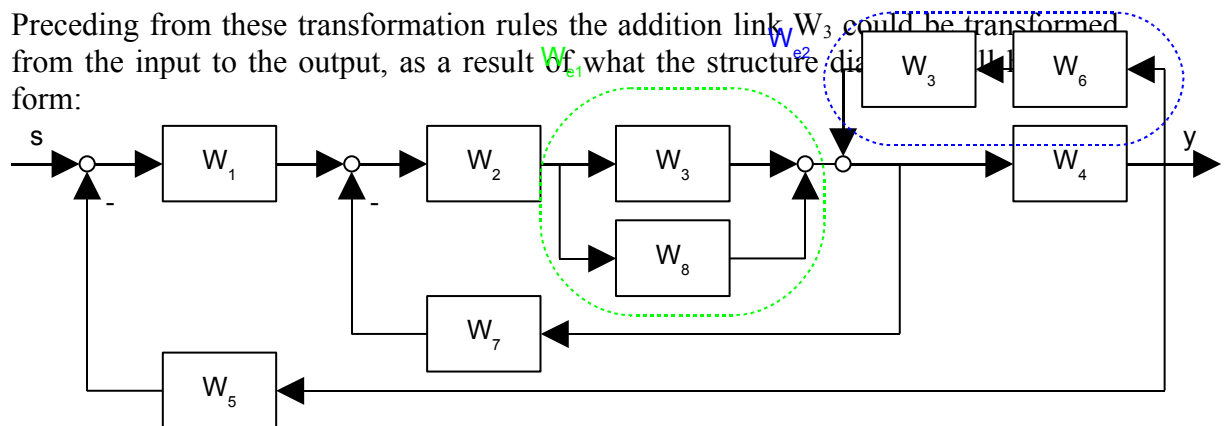 Preceding from these transformation rules the addition link W₃ could be transformed
from the input to the output, as a result of what the structure
form:
We1
We2
W₃
W₆
s
W₁
W₂
W₃
W₄
y
-
-
W₈
W₇
W₅